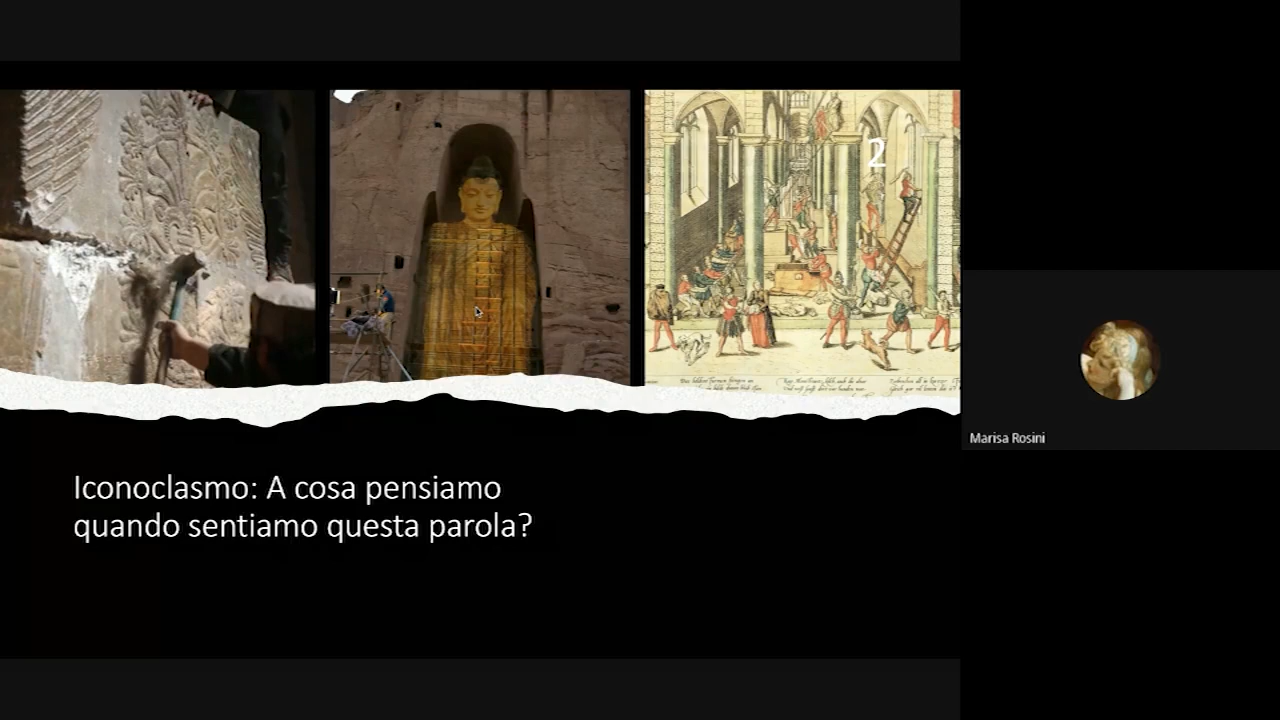 2
Iconoclasmo: A cosa pensiamo
quando sentiamo questa parola?
Marisa Rosini